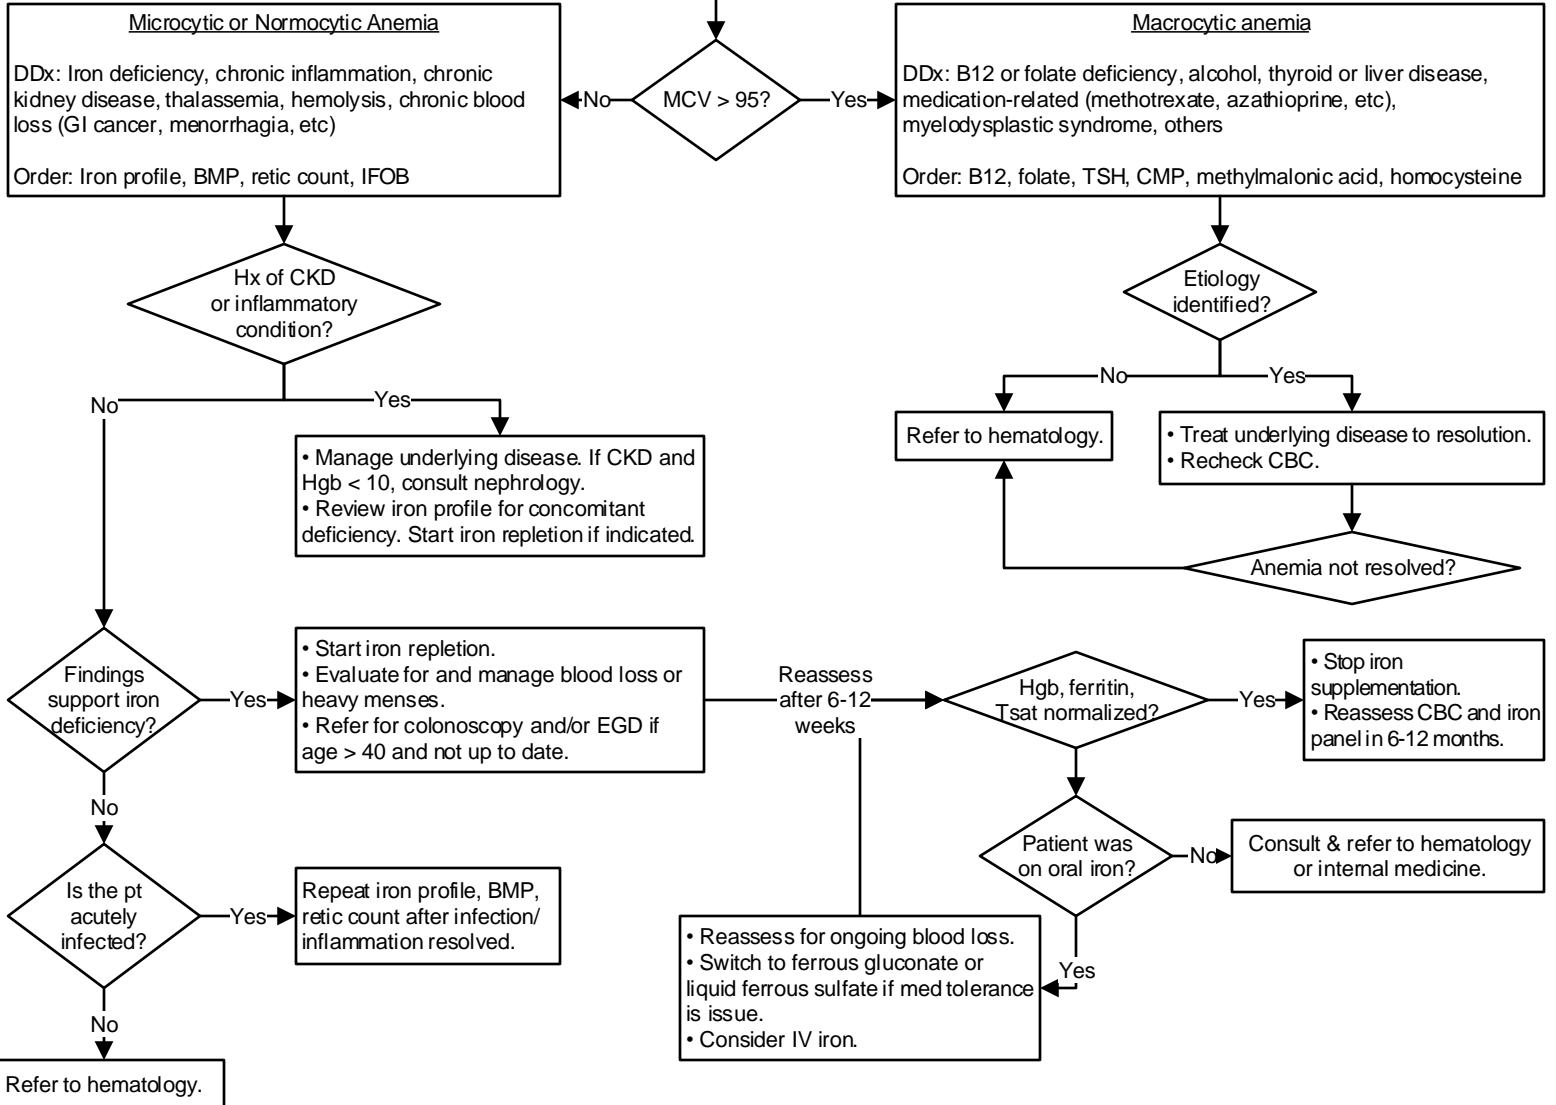 Microcytic or Normocytic Anemia
DDx: Iron deficiency, chronic inflammation, chronic
kidney disease, thalassemia, hemolysis, chronic blood
loss (GI cancer, menorrhagia, etc)
Order: Iron profile, BMP, retic count, IFOB
No
MCV > 95?
Yes
Macrocytic anemia
DDx: B12 or folate deficiency, alcohol, thyroid or liver disease,
medication-related (methotrexate, azathioprine, etc),
myelodysplastic syndrome, others
Order: B12, folate, TSH, CMP, methylmalonic acid, homocysteine
Hx of CKD
or inflammatory
condition?
Etiology
identified?
No
Yes
No
Yes
• Manage underlying disease. If CKD and
Hgb < 10, consult nephrology.
• Review iron profile for concomitant
deficiency. Start iron repletion if indicated.
Refer to hematology.
• Treat underlying disease to resolution.
• Recheck CBC.
Anemia not resolved?
Findings
support iron
deficiency?
Yes
• Start iron repletion.
• Evaluate for and manage blood loss or
heavy menses.
• Refer for colonoscopy and/or EGD if
age > 40 and not up to date.
Reassess
after 6-12
weeks
Hgb, ferritin,
Tsat normalized?
Yes
• Stop iron
supplementation.
• Reassess CBC and iron
panel in 6-12 months.
No
Patient was
on oral iron?
No
Consult & refer to hematology
or internal medicine.
Is the pt
acutely
infected?
Yes
Repeat iron profile, BMP,
retic count after infection/
inflammation resolved.
Yes
• Reassess for ongoing blood loss.
• Switch to ferrous gluconate or
liquid ferrous sulfate if med tolerance
is issue.
• Consider IV iron.
No
Refer to hematology.